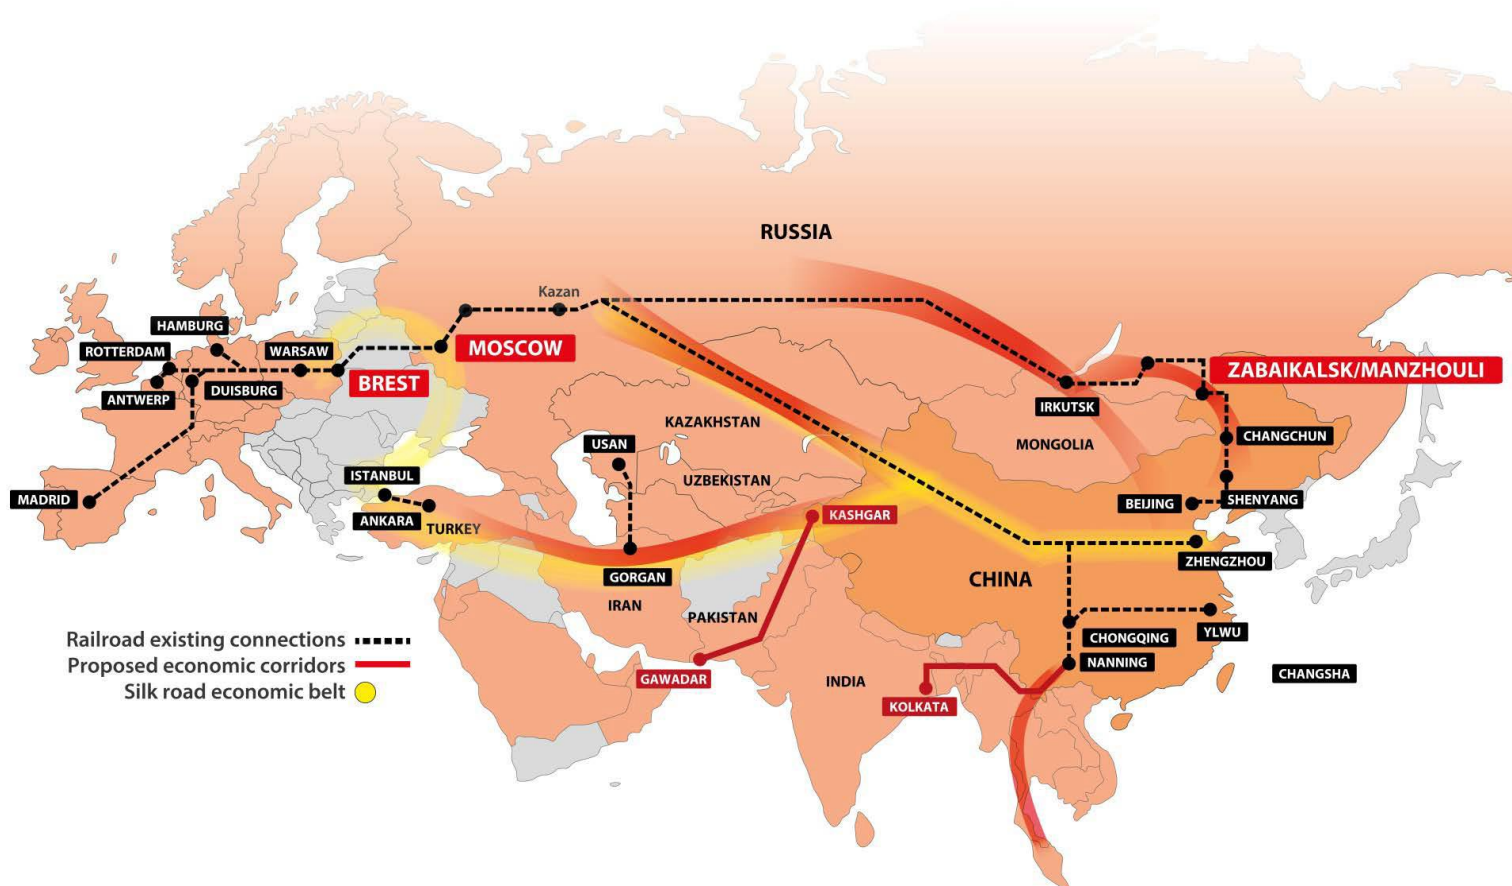 RUSSIA
Kazan
HAMBURG
ROTTERDAM
WARSAW
MOSCOW
BREST
ANTWERP
DUISBURG
ZABAIKALSK/MANZHOULI
IRKUTSK
KAZAKHSTAN
MONGOLIA
CHANGCHUN
USAN
ISTANBUL
UZBEKISTAN
MADRID
BEIJING
SHENYANG
ANKARA
TURKEY
KASHGAR
ZHENGZHOU
GORGAN
CHINA
IRAN
PAKISTAN
CHONGQING
YLWU
Railroad existing connections
Proposed economic corridors
Silk road economic belt
NANNING
CHANGSHA
GAWADAR
INDIA
KOLKATA